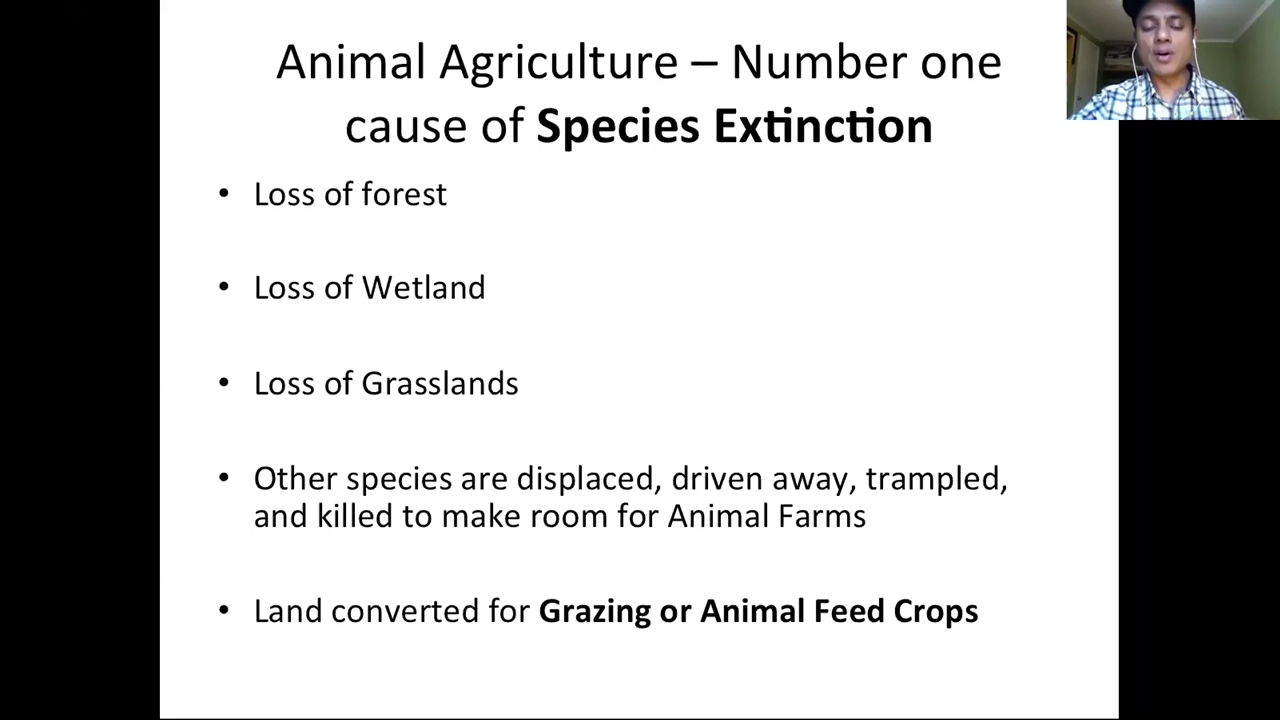 Animal Agriculture – Number one
cause of Species Extinction
• Loss of forest
• Loss of Wetland
• Loss of Grasslands
• Other species are displaced, driven away, trampled,
and killed to make room for Animal Farms
• Land converted for Grazing or Animal Feed Crops